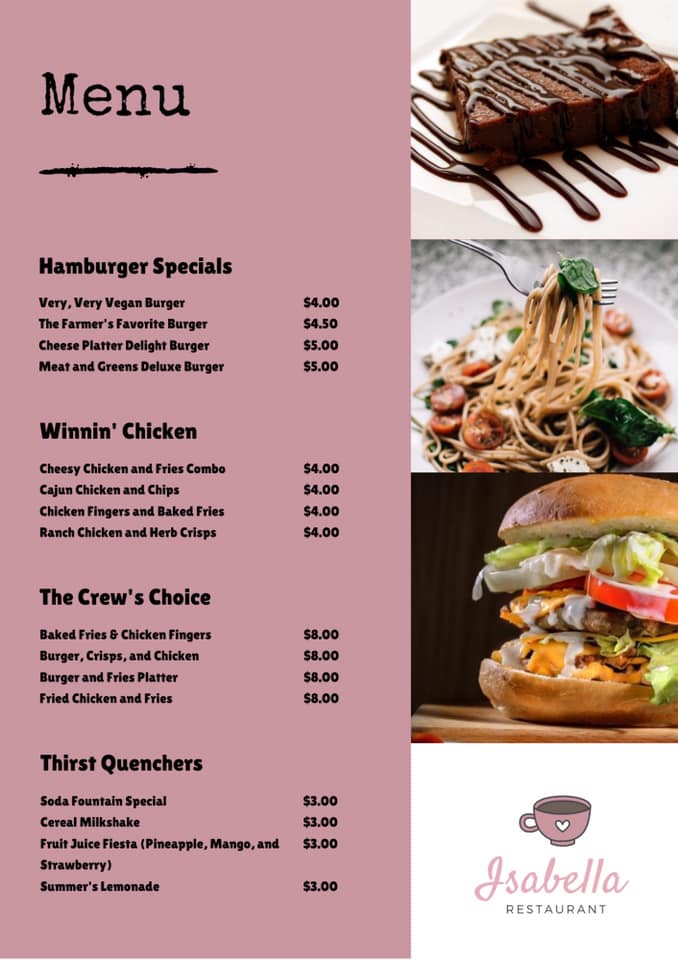 Menu
Hamburger Specials
Very, Very Vegan Burger $4.00
The Farmer's Favorite Burger $4.50
Cheese Platter Delight Burger $5.00
Meat and Greens Deluxe Burger $5.00
Winnin' Chicken
Cheesy Chicken and Fries Combo $4.00
Cajun Chicken and Chips $4.00
Chicken Fingers and Baked Fries $4.00
Ranch Chicken and Herb Crisps $4.00
The Crew's Choice
Baked Fries & Chicken Fingers $8.00
Burger, Crisps, and Chicken $8.00
Burger and Fries Platter $8.00
Fried Chicken and Fries $8.00
Thirst Quenchers
Soda Fountain Special $3.00
Cereal Milkshake $3.00
Fruit Juice Fiesta (Pineapple, Mango, and $3.00
Strawberry)
Summer's Lemonade $3.00
Isabella
RESTAURANT